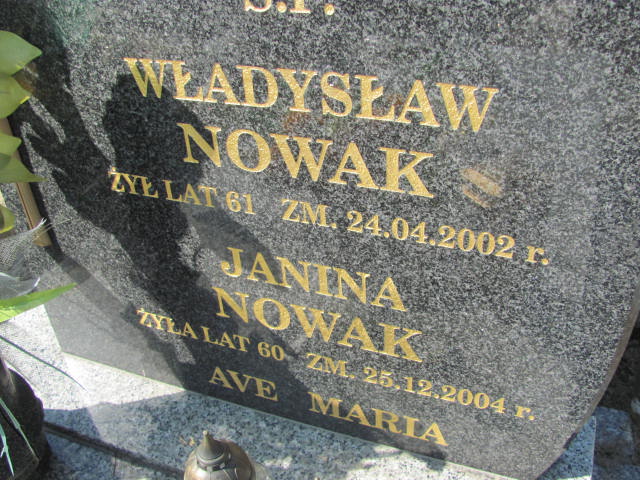 Ś.P.
WŁADYSŁAW
NOWAK
ŻYŁ LAT 61 ZM. 24.04.2002 r.
JANINA
NOWAK
ŻYŁA LAT 60 ZM. 25.12.2004 r.
AVE MARIA